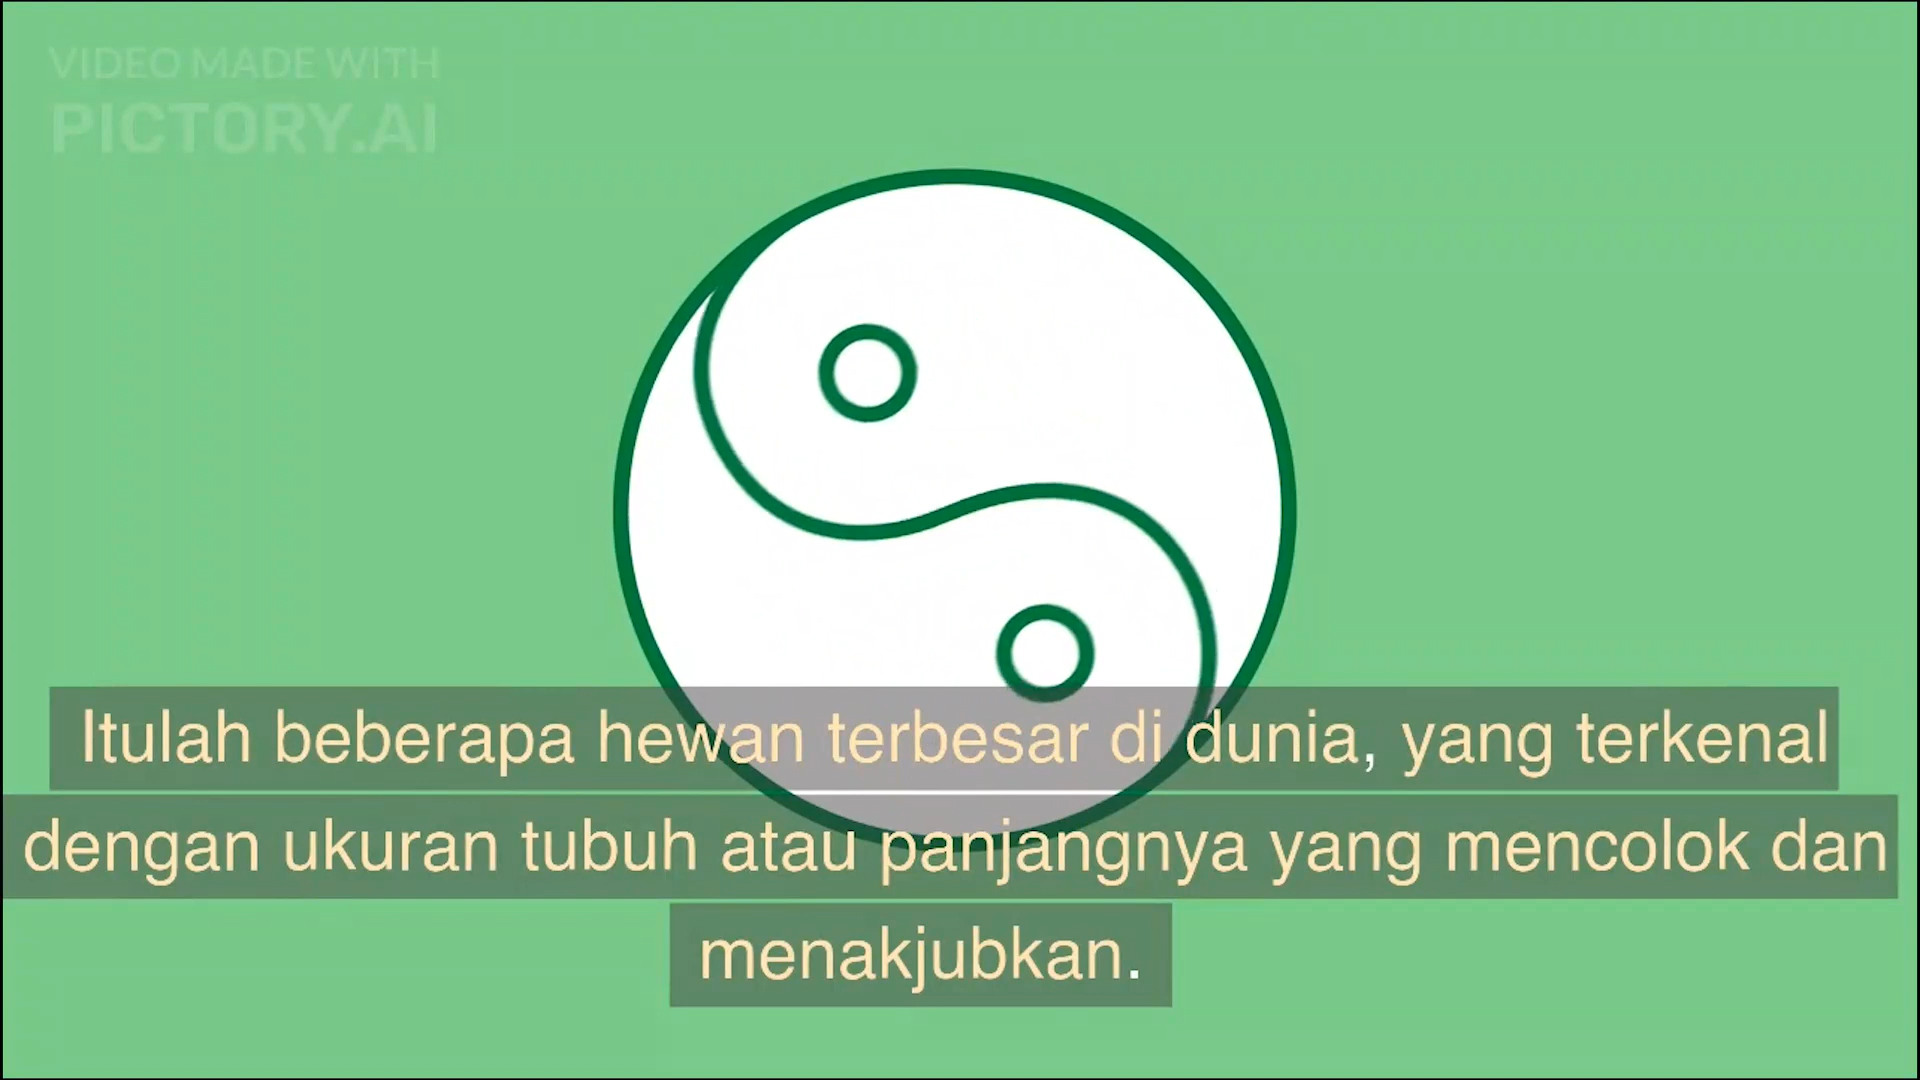 VIDEO MADE WITH
PICTORY.AI
Itulah beberapa hewan terbesar di dunia, yang terkenal
dengan ukuran tubuh atau panjangnya yang mencolok dan
menakjubkan.